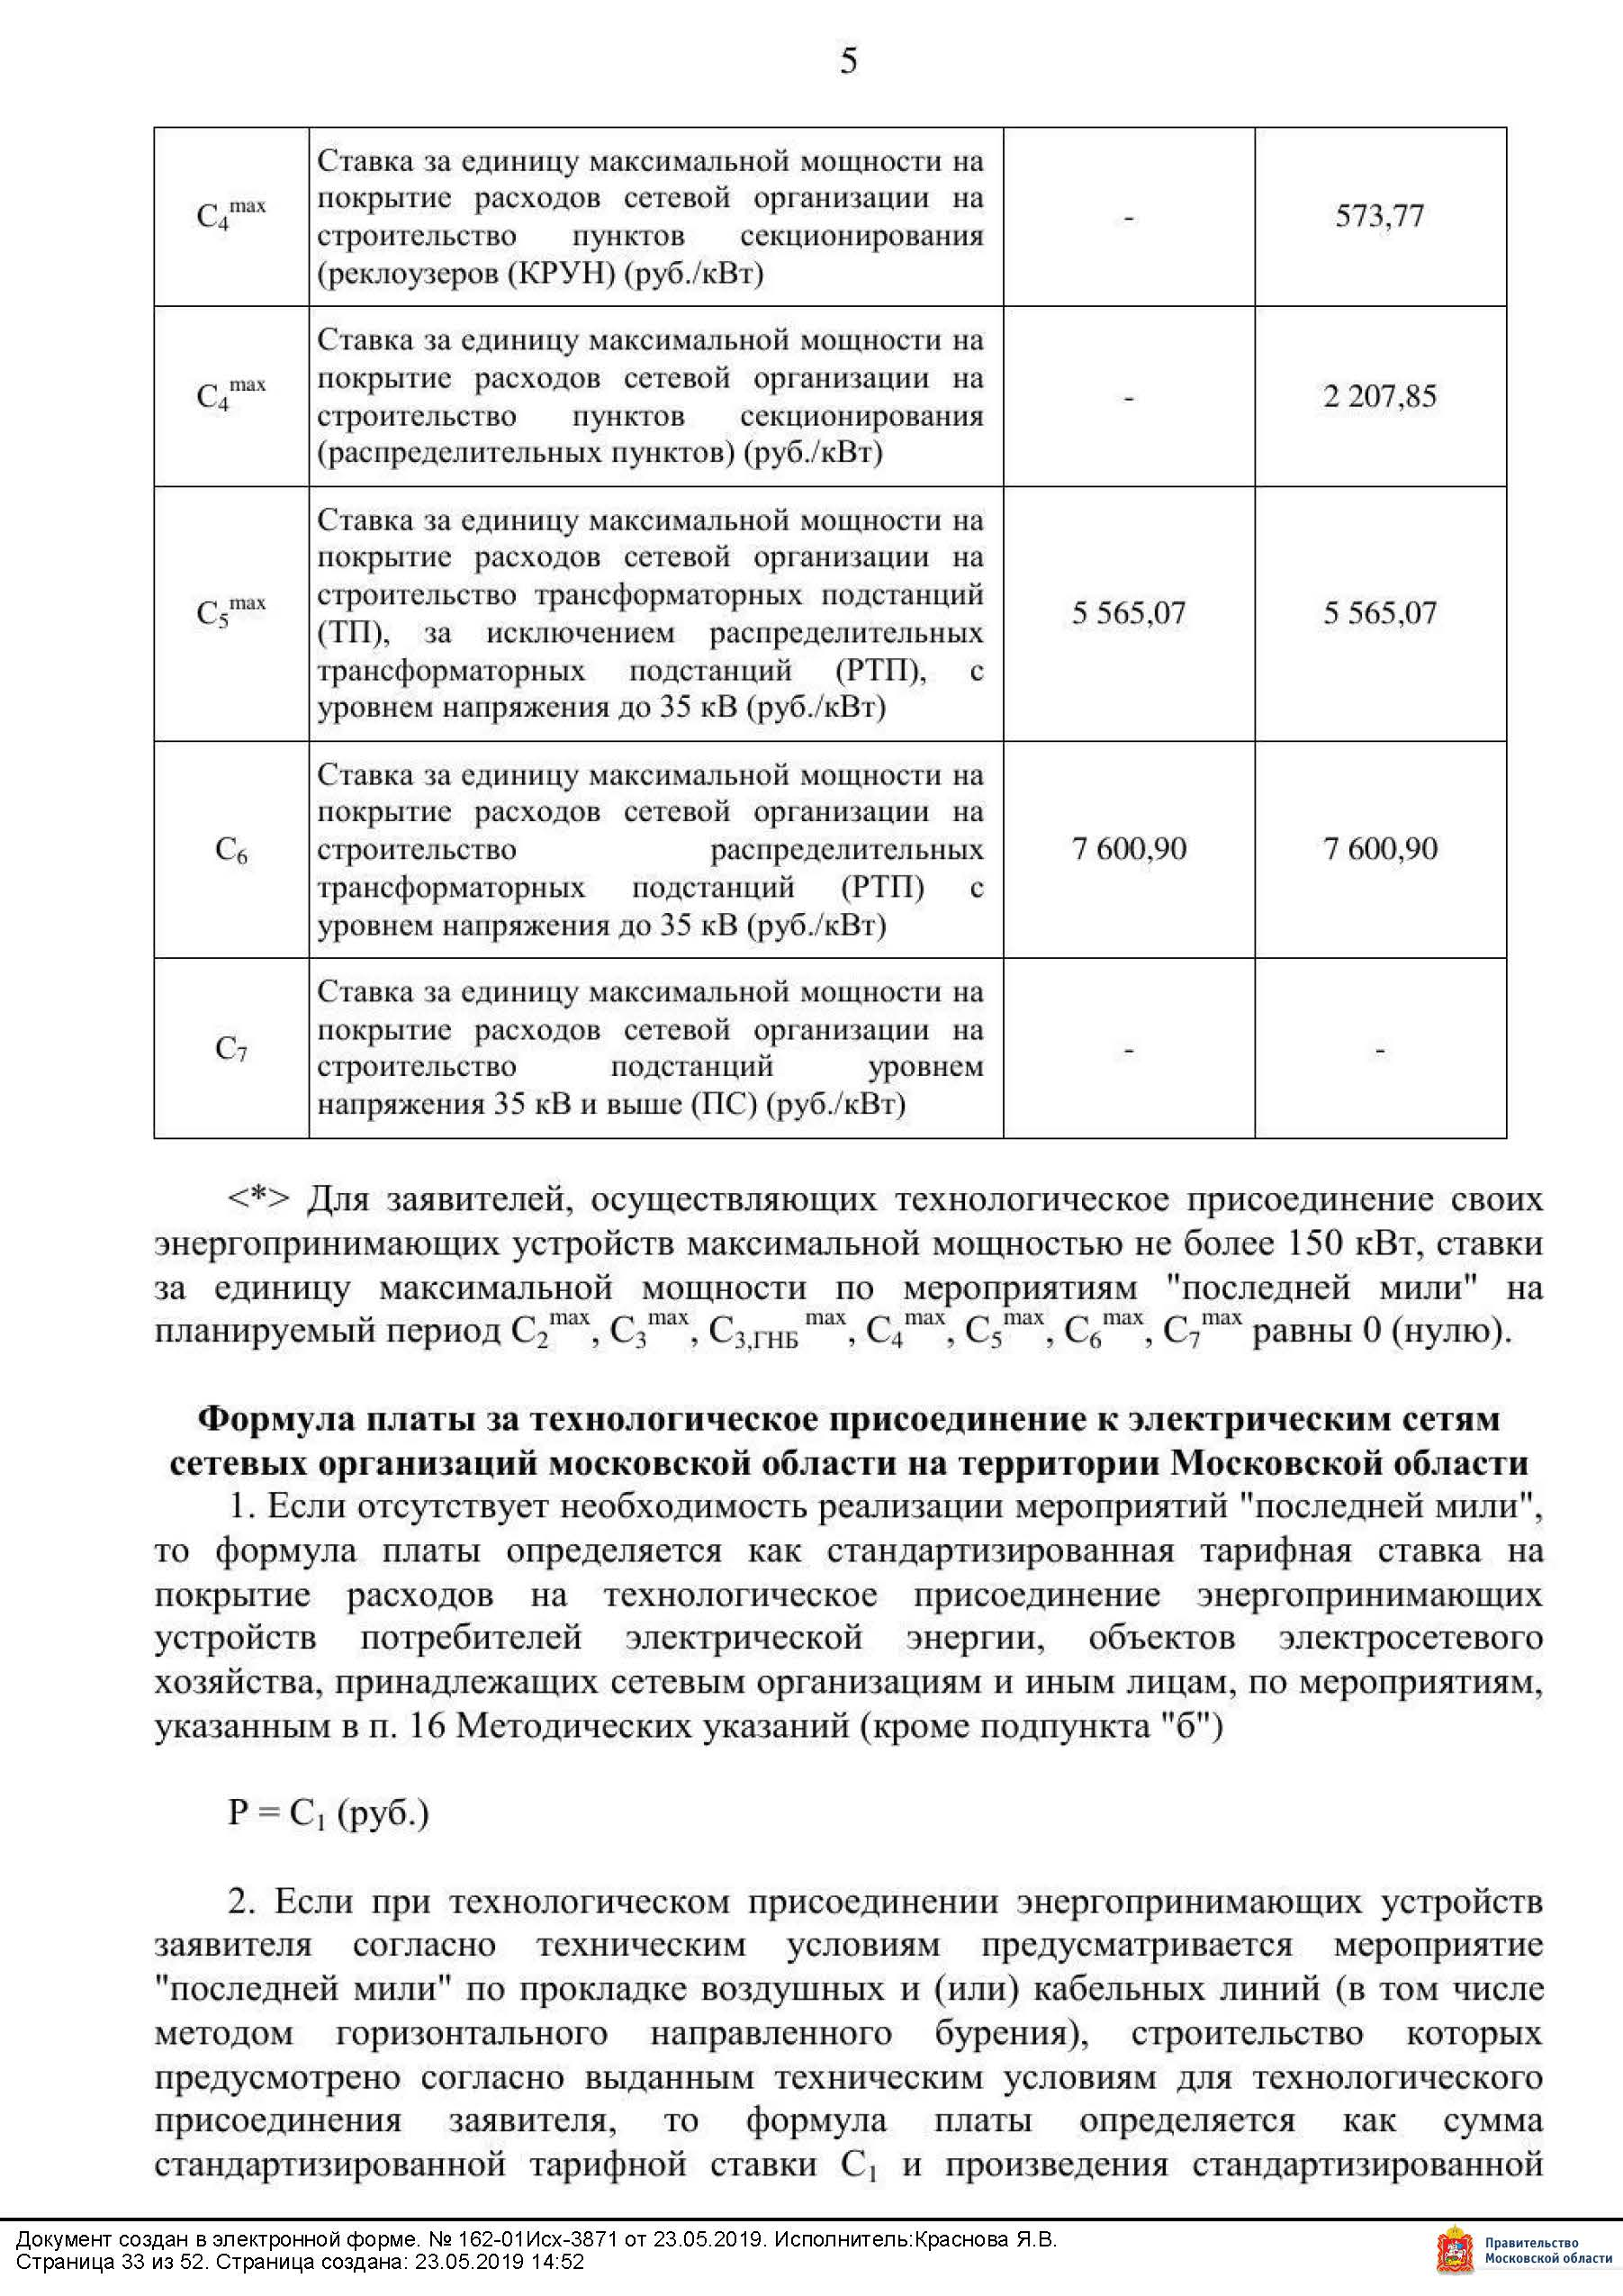 5
C₄ᵐᵃˣ
Ставка за единицу максимальной мощности на
покрытие расходов сетевой организации на
строительство пунктов секционирования
(реклоузеров (КРУН) (руб./кВт)
-
573,77
C₄ᵐᵃˣ
Ставка за единицу максимальной мощности на
покрытие расходов сетевой организации на
строительство пунктов секционирования
(распределительных пунктов) (руб./кВт)
-
2 207,85
C₅ᵐᵃˣ
Ставка за единицу максимальной мощности на
покрытие расходов сетевой организации на
строительство трансформаторных подстанций
(ТП), за исключением распределительных
трансформаторных подстанций (РТП), с
уровнем напряжения до 35 кВ (руб./кВт)
5 565,07
5 565,07
C₆
Ставка за единицу максимальной мощности на
покрытие расходов сетевой организации на
строительство распределительных
трансформаторных подстанций (РТП) с
уровнем напряжения до 35 кВ (руб./кВт)
7 600,90
7 600,90
C₇
Ставка за единицу максимальной мощности на
покрытие расходов сетевой организации на
строительство подстанций уровнем
напряжения 35 кВ и выше (ПС) (руб./кВт)
-
-
<*> Для заявителей, осуществляющих технологическое присоединение своих
энергопринимающих устройств максимальной мощностью не более 150 кВт, ставки
за единицу максимальной мощности по мероприятиям "последней мили" на
планируемый период C₂ᵐᵃˣ, C₃ᵐᵃˣ, C₃,ГНБ ᵐᵃˣ, C₄ᵐᵃˣ, C₅ᵐᵃˣ, C₆ᵐᵃˣ, C₇ᵐᵃˣ равны 0 (нулю).
Формула платы за технологическое присоединение к электрическим сетям
сетевых организаций московской области на территории Московской области
1. Если отсутствует необходимость реализации мероприятий "последней мили",
то формула платы определяется как стандартизированная тарифная ставка на
покрытие расходов на технологическое присоединение энергопринимающих
устройств потребителей электрической энергии, объектов электросетевого
хозяйства, принадлежащих сетевым организациям и иным лицам, по мероприятиям,
указанным в п. 16 Методических указаний (кроме подпункта "б")
P = C₁ (руб.)
2. Если при технологическом присоединении энергопринимающих устройств
заявителя согласно техническим условиям предусматривается мероприятие
"последней мили" по прокладке воздушных и (или) кабельных линий (в том числе
методом горизонтального направленного бурения), строительство которых
предусмотрено согласно выданным техническим условиям для технологического
присоединения заявителя, то формула платы определяется как сумма
стандартизированной тарифной ставки C₁ и произведения стандартизированной
Документ создан в электронной форме. № 162-01Исх-3871 от 23.05.2019. Исполнитель:Краснова Я.В.
Страница 33 из 52. Страница создана: 23.05.2019 14:52
Правительство
Московской области